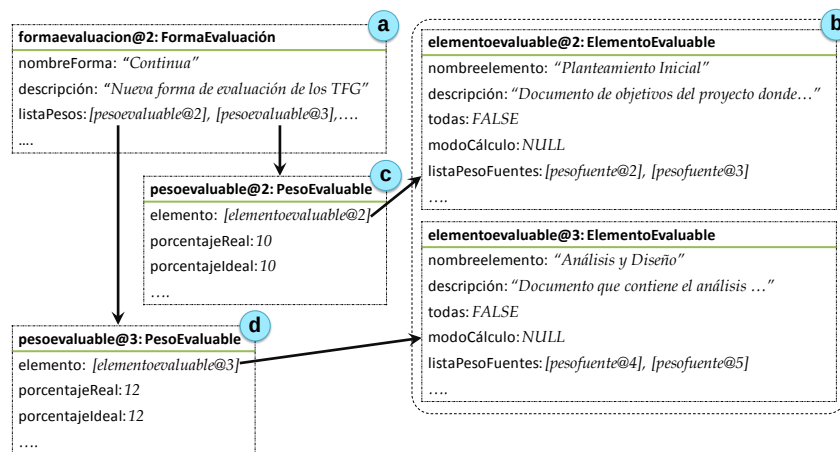 a
formaevaluacion@2: FormaEvaluación
nombreForma: “Continua”
descripción: “Nueva forma de evaluación de los TFG”
listaPesos: [pesoevaluable@2], [pesoevaluable@3],….
….
c
pesoevaluable@2: PesoEvaluable
elemento: [elementoevaluable@2]
porcentajeReal: 10
porcentajeIdeal: 10
….
d
pesoevaluable@3: PesoEvaluable
elemento: [elementoevaluable@3]
porcentajeReal: 12
porcentajeIdeal: 12
….
b
elementoevaluable@2: ElementoEvaluable
nombreelemento: “Planteamiento Inicial”
descripción: “Documento de objetivos del proyecto donde…”
todas: FALSE
modoCálculo: NULL
listaPesoFuentes: [pesofuente@2], [pesofuente@3]
….
elementoevaluable@3: ElementoEvaluable
nombreelemento: “Análisis y Diseño”
descripción: “Documento que contiene el análisis …”
todas: FALSE
modoCálculo: NULL
listaPesoFuentes: [pesofuente@4], [pesofuente@5]
….